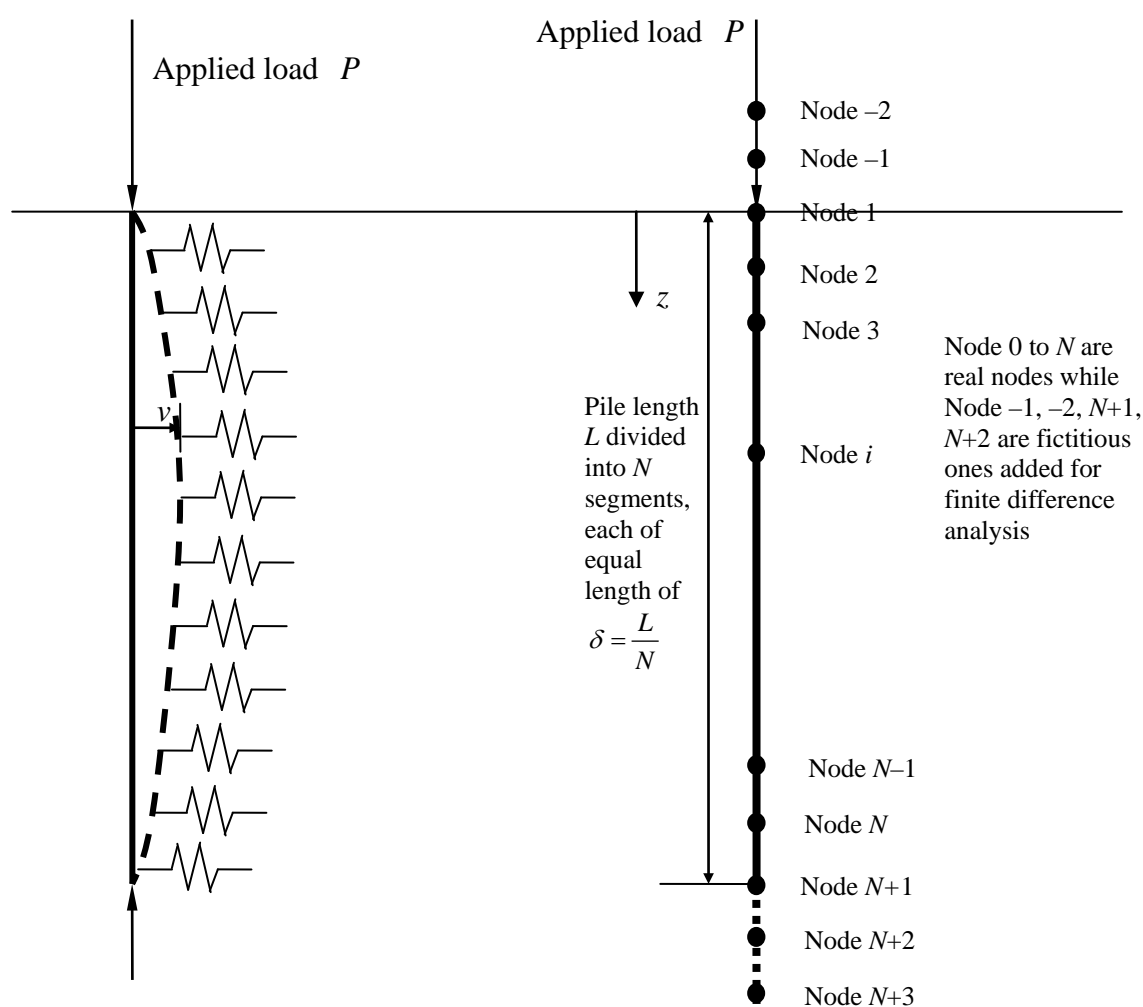 Applied load P
Applied load P
Node –2
Node –1
Node 1
Node 2
z
Node 3
Node 0 to N are
real nodes while
Node –1, –2, N+1,
N+2 are fictitious
ones added for
finite difference
analysis
Pile length
L divided
into N
segments,
each of
equal
length of
δ = L/N
v
Node i
Node N–1
Node N
Node N+1
Node N+2
Node N+3